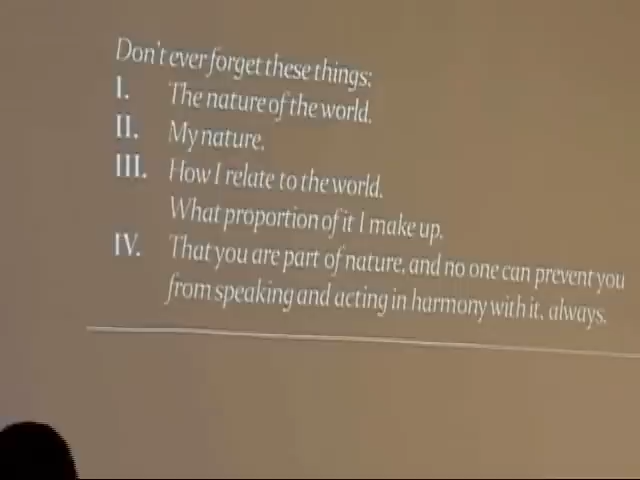 Don't ever forget these things:
I. The nature of the world.
II. My nature.
III. How I relate to the world.
What proportion of it I make up.
IV. That you are part of nature, and no one can prevent you
from speaking and acting in harmony with it, always.